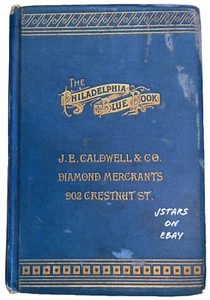 THE
PHILADELPHIA
BLUE BOOK
J.E. CALDWELL & CO.
DIAMOND MERCHANTS
902 CHESTNUT ST.
JSTARS
ON
EBAY